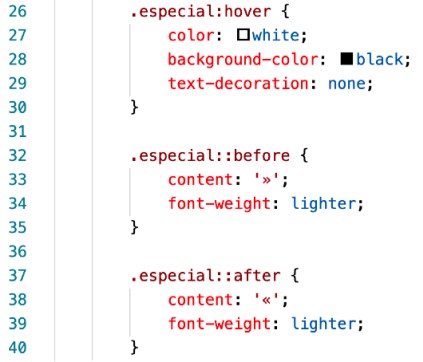 26 .especial:hover {
27 color: white;
28 background-color: black;
29 text-decoration: none;
30 }
31
32 .especial::before {
33 content: '»';
34 font-weight: lighter;
35 }
36
37 .especial::after {
38 content: '«';
39 font-weight: lighter;
40 }